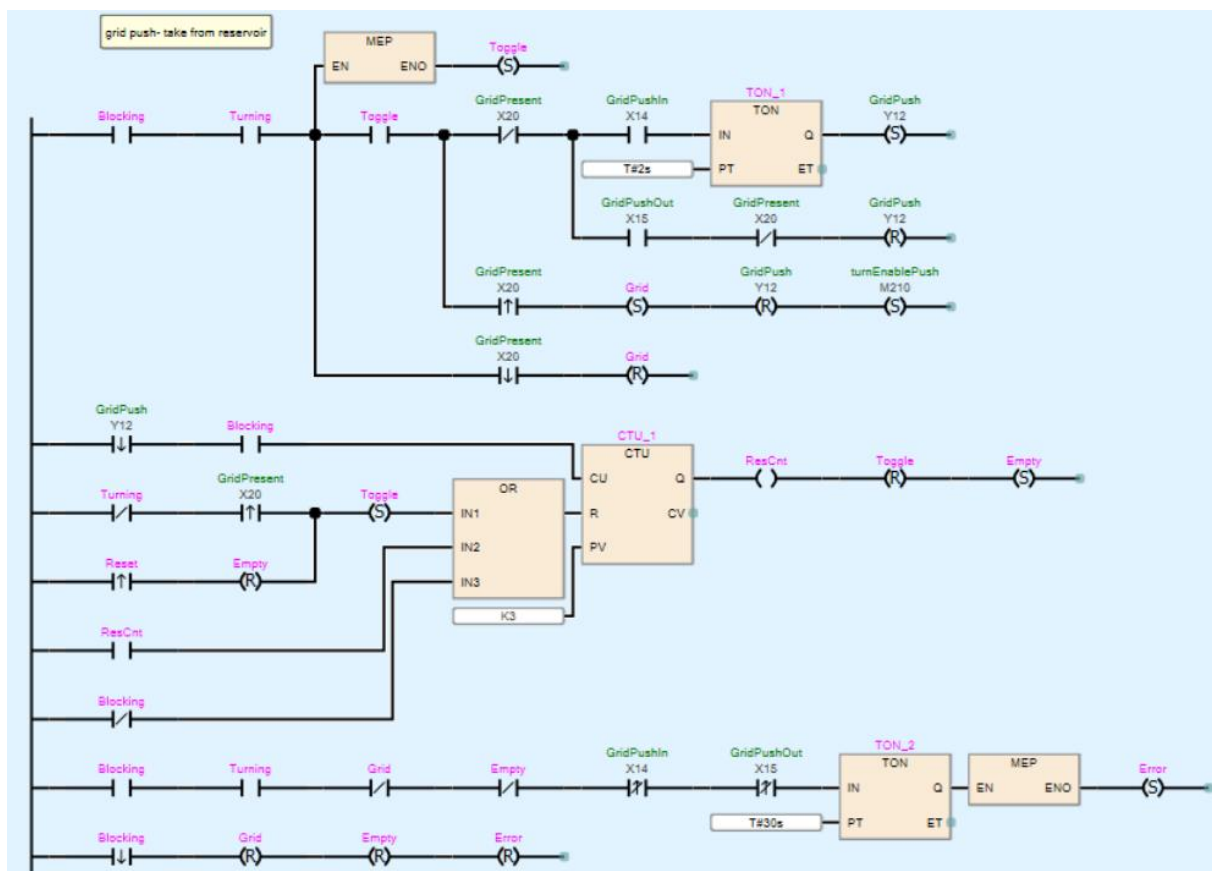 grid push- take from reservoir
MEP
EN ENO
Toggle
(S)
Blocking Turning Toggle
GridPresent
X20
GridPushIn
X14
TON_1
TON
IN Q
PT ET
T#2s
GridPush
Y12
(S)
GridPushOut
X15
GridPresent
X20
GridPush
Y12
(R)
GridPresent
X20
Grid
(S)
GridPush
Y12
(R)
turnEnablePush
M210
(S)
GridPresent
X20
Grid
(R)
GridPush
Y12
Blocking
CTU_1
CTU
CU Q
R CV
PV
ResCnt Toggle Empty
( ) (R) (S)
Turning
GridPresent
X20
Toggle
(S)
OR
IN1
IN2
IN3
K3
Reset Empty
(R)
ResCnt
Blocking
Blocking Turning Grid Empty
GridPushIn
X14
GridPushOut
X15
TON_2
TON
IN Q
PT ET
T#30s
MEP
EN ENO
Error
(S)
Blocking Grid Empty Error
(R) (R) (R)